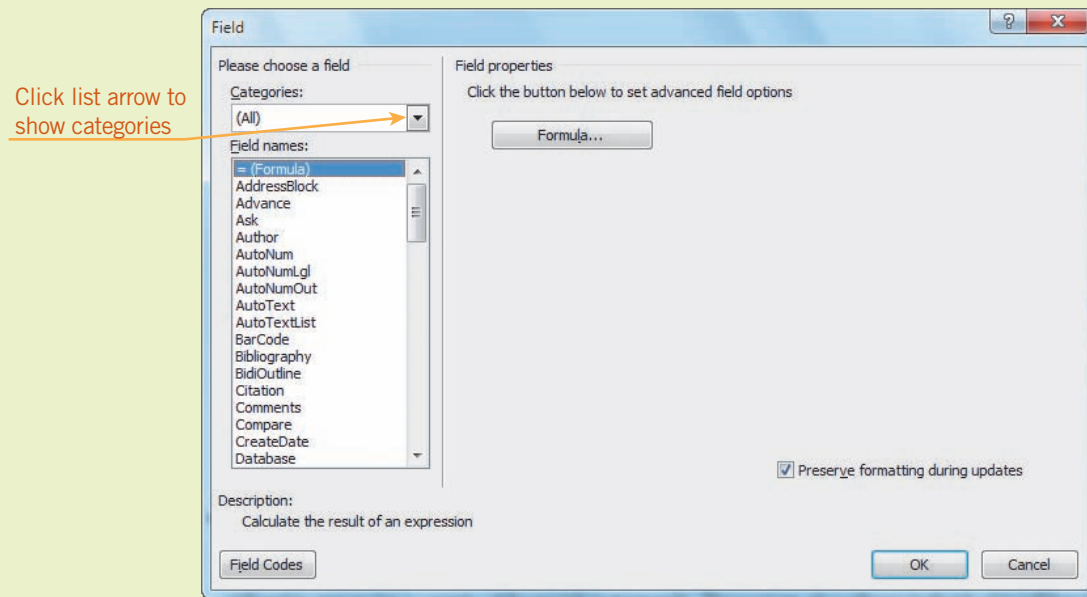 Field
Click list arrow to
show categories
Please choose a field
Categories:
(All)
Field names:
= (Formula)
AddressBlock
Advance
Ask
Author
AutoNum
AutoNumLgl
AutoNumOut
AutoText
AutoTextList
BarCode
Bibliography
BidiOutline
Citation
Comments
Compare
CreateDate
Database
Field properties
Click the button below to set advanced field options
Formula...
Preserve formatting during updates
Description:
Calculate the result of an expression
Field Codes
OK
Cancel